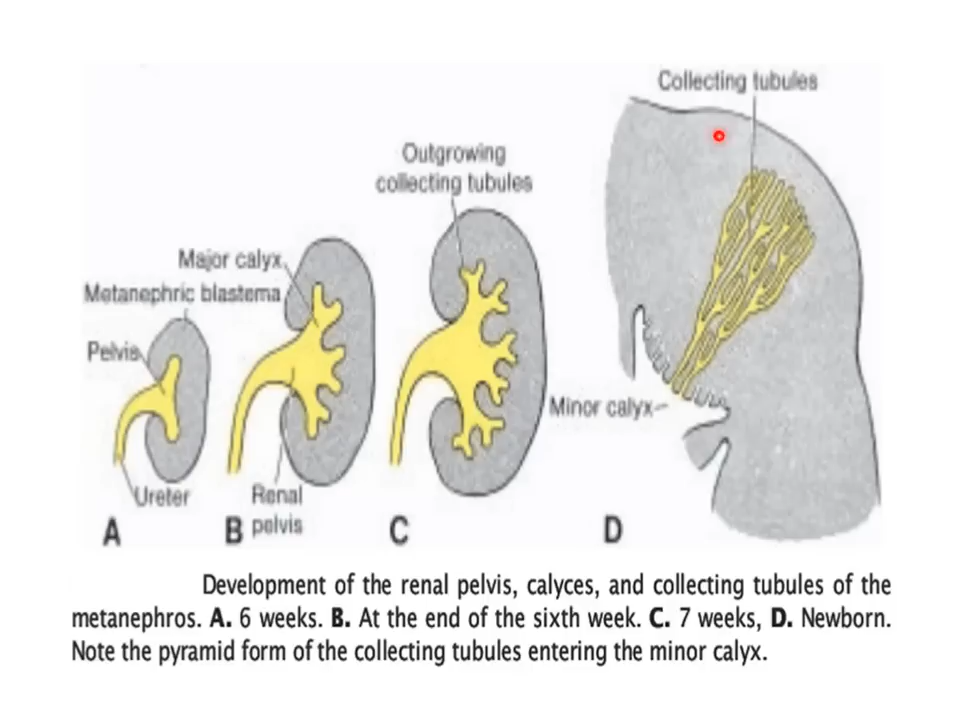 Collecting tubules
Outgrowing
collecting tubules
Major calyx
Metanephric blastema
Pelvis
Minor calyx
Ureter
Renal
pelvis
A
B
C
D
Development of the renal pelvis, calyces, and collecting tubules of the
metanephros. A. 6 weeks. B. At the end of the sixth week. C. 7 weeks, D. Newborn.
Note the pyramid form of the collecting tubules entering the minor calyx.